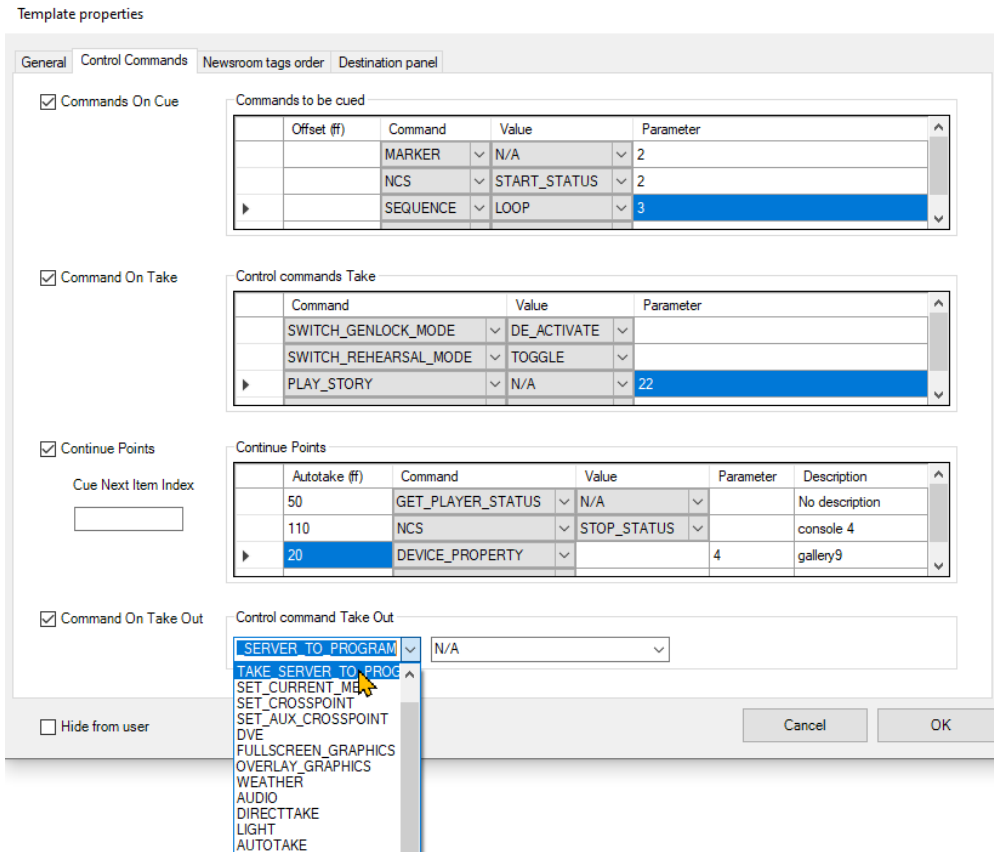 Template properties
General Control Commands Newsroom tags order Destination panel
Commands On Cue
Commands to be cued
Offset (ff) Command Value Parameter
MARKER N/A 2
NCS START_STATUS 2
SEQUENCE LOOP 3
Command On Take
Control commands Take
Command Value Parameter
SWITCH_GENLOCK_MODE DE_ACTIVATE
SWITCH_REHEARSAL_MODE TOGGLE
PLAY_STORY N/A 22
Continue Points
Cue Next Item Index
Continue Points
Autotake (ff) Command Value Parameter Description
50 GET_PLAYER_STATUS N/A No description
110 NCS STOP_STATUS console 4
20 DEVICE_PROPERTY 4 gallery9
Command On Take Out
Control command Take Out
_SERVER_TO_PROGRAM N/A
TAKE_SERVER_TO_PROG
SET_CURRENT_ME
SET_CROSSPOINT
SET_AUX_CROSSPOINT
DVE
FULLSCREEN_GRAPHICS
OVERLAY_GRAPHICS
WEATHER
AUDIO
DIRECTTAKE
LIGHT
AUTOTAKE
Hide from user
Cancel OK